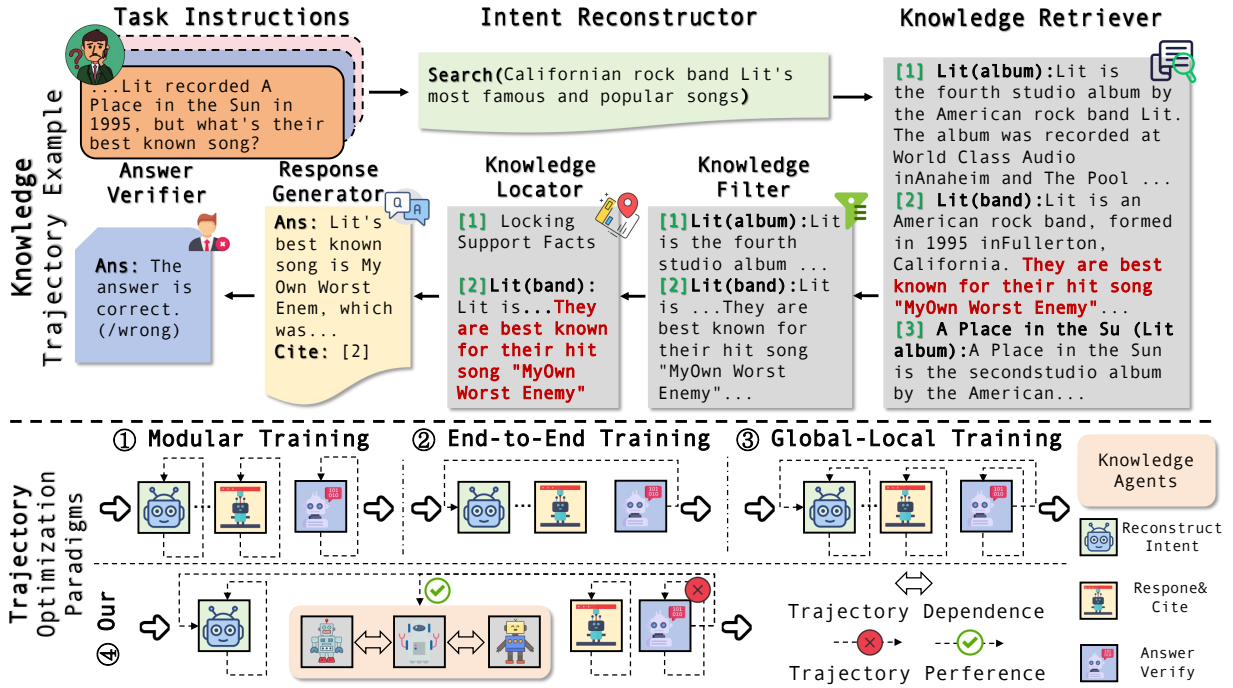 Task Instructions
Intent Reconstructor
Knowledge Retriever
Knowledge
Trajectory Example
...Lit recorded A
Place in the Sun in
1995, but what's their
best known song?
Search(Californian rock band Lit's
most famous and popular songs)
[1] Lit(album):Lit is
the fourth studio album by
the American rock band Lit.
The album was recorded at
World Class Audio
inAnaheim and The Pool ...
[2] Lit(band):Lit is an
American rock band, formed
in 1995 inFullerton,
California. They are best
known for their hit song
"MyOwn Worst Enemy"...
[3] A Place in the Su (Lit
album):A Place in the Sun
is the secondstudio album
by the American...
Knowledge
Filter
[1]Lit(album):Lit
is the fourth
studio album ...
[2]Lit(band):Lit
is ...They are
best known for
their hit song
"MyOwn Worst
Enemy"...
Knowledge
Locator
[1] Locking
Support Facts
[2]Lit(band):
Lit is...They
are best known
for their hit
song "MyOwn
Worst Enemy"
Response
Generator
Q
A
Ans: Lit's
best known
song is My
Own Worst
Enem, which
was...
Cite: [2]
Answer
Verifier
Ans: The
answer is
correct.
(/wrong)
Trajectory
Optimization
Paradigms
① Modular Training
② End-to-End Training
③ Global-Local Training
④ Our
Knowledge
Agents
Reconstruct
Intent
Respone&
Cite
Answer
Verify
Trajectory Dependence
Trajectory Perference